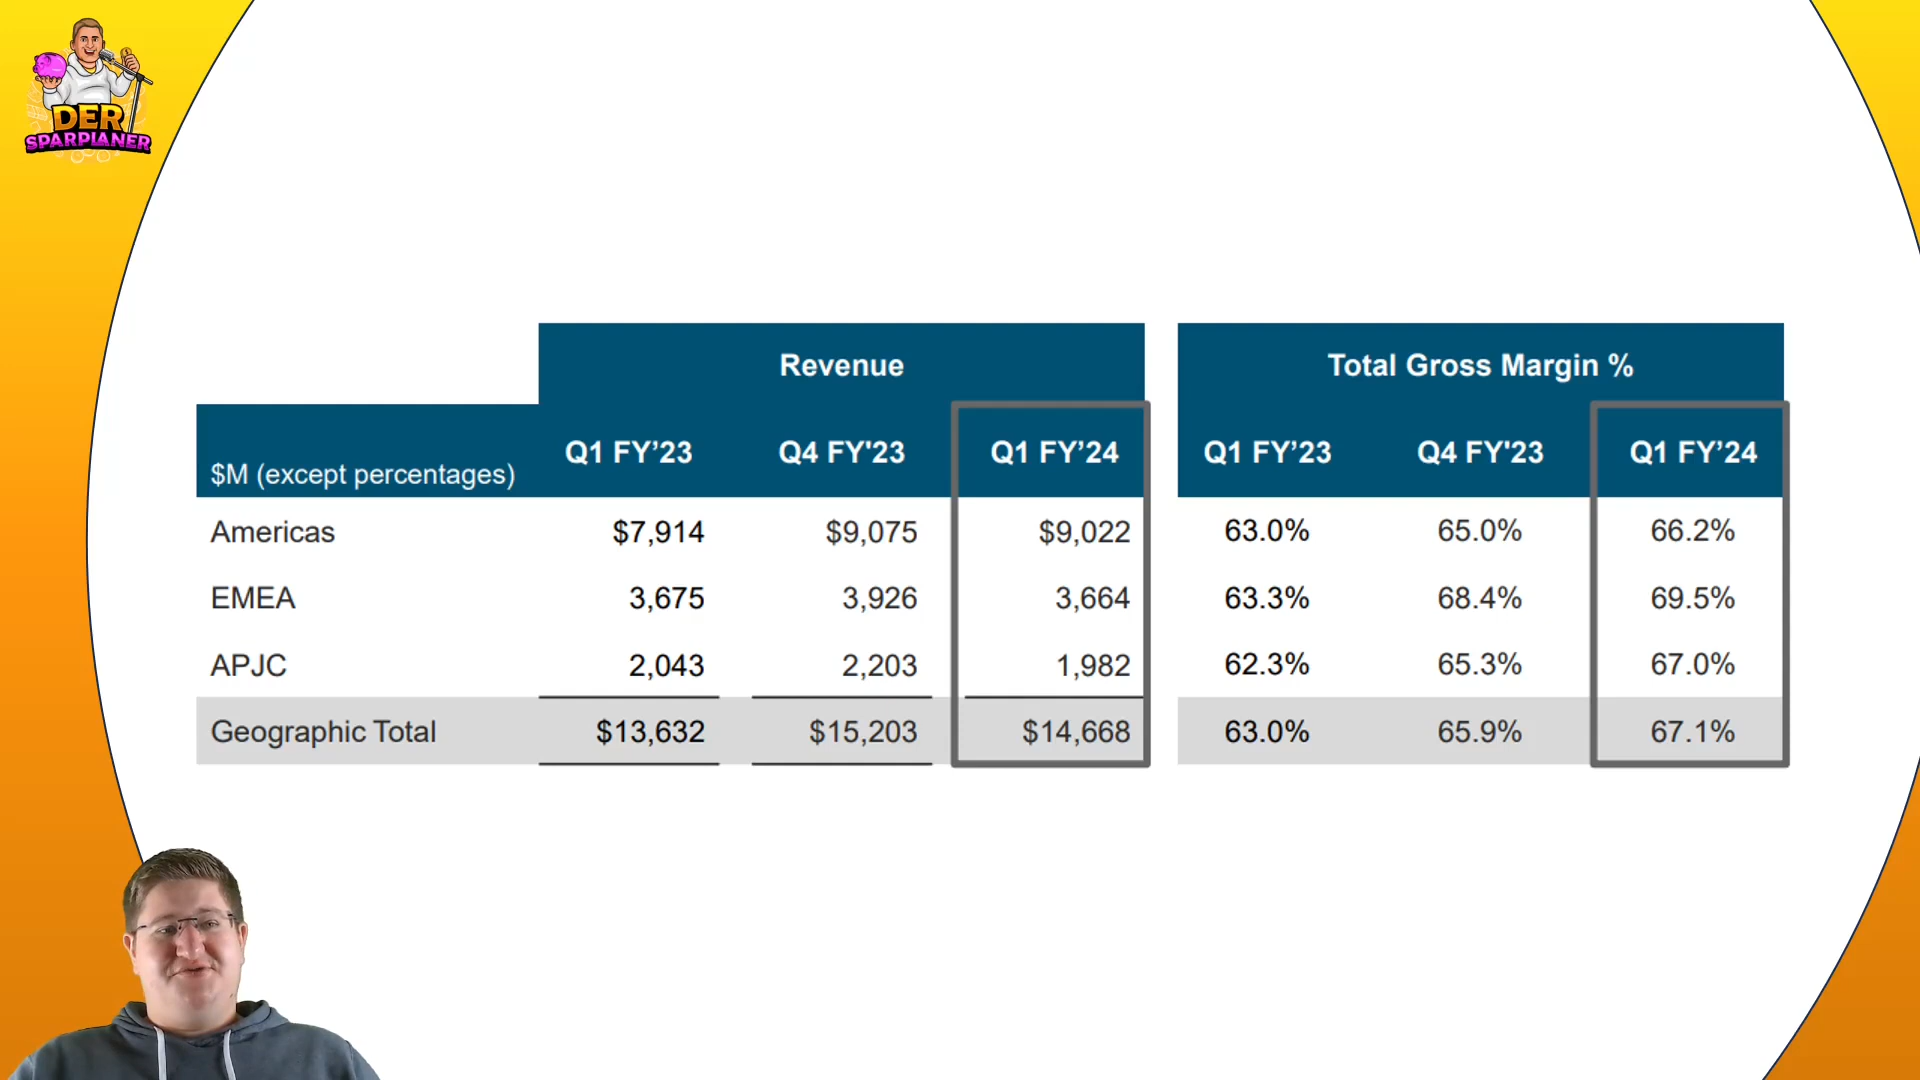 DER
SPARPLANER
Revenue
Total Gross Margin %
$M (except percentages) Q1 FY’23 Q4 FY'23 Q1 FY’24 Q1 FY’23 Q4 FY'23 Q1 FY’24
Americas $7,914 $9,075 $9,022 63.0% 65.0% 66.2%
EMEA 3,675 3,926 3,664 63.3% 68.4% 69.5%
APJC 2,043 2,203 1,982 62.3% 65.3% 67.0%
Geographic Total $13,632 $15,203 $14,668 63.0% 65.9% 67.1%